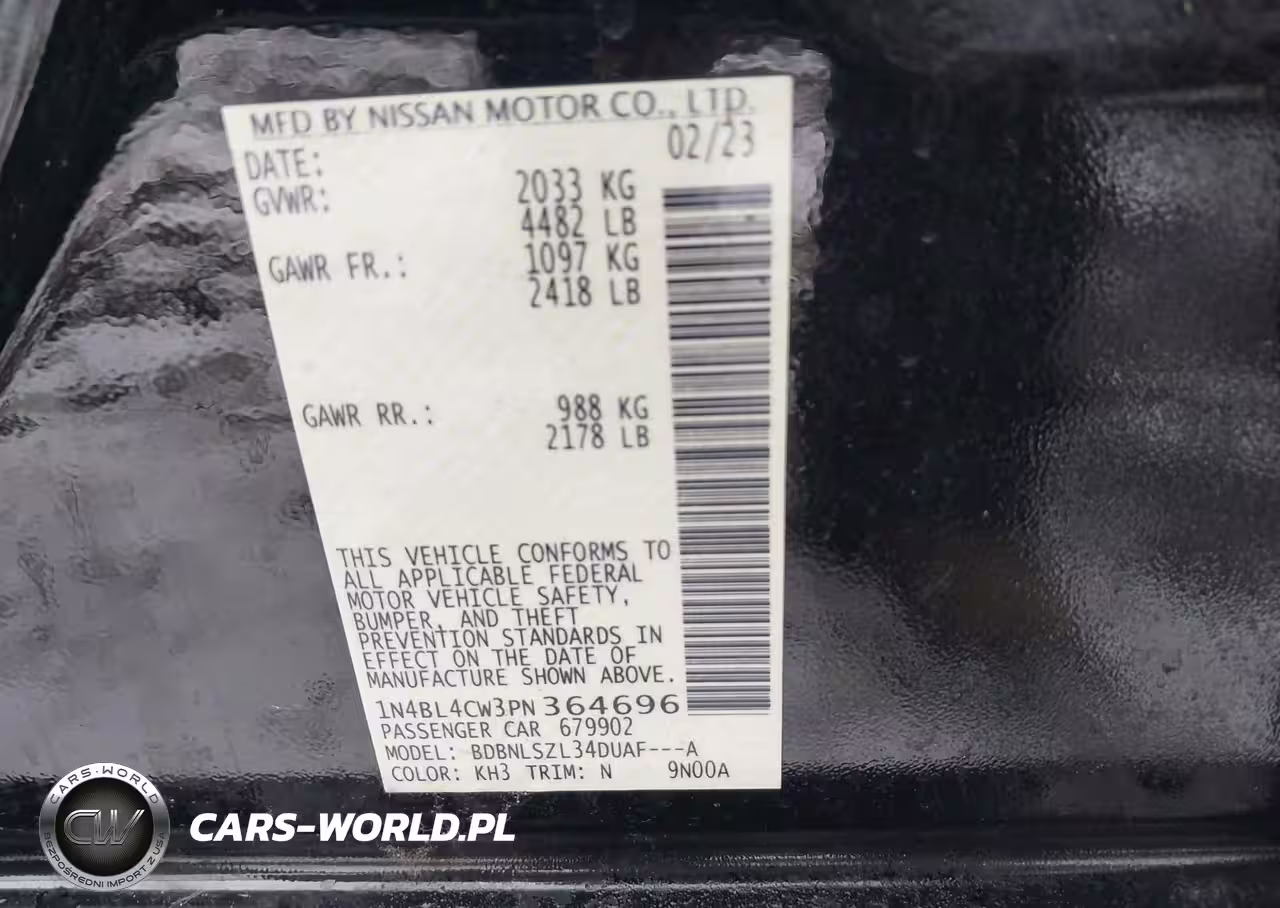 MFD BY NISSAN MOTOR CO., LTD.
DATE: 02/23
GVWR: 2033 KG
4482 LB
GAWR FR.: 1097 KG
2418 LB
GAWR RR.: 988 KG
2178 LB
THIS VEHICLE CONFORMS TO
ALL APPLICABLE FEDERAL
MOTOR VEHICLE SAFETY,
BUMPER, AND THEFT
PREVENTION STANDARDS IN
EFFECT ON THE DATE OF
MANUFACTURE SHOWN ABOVE.
1N4BL4CW3PN364696
PASSENGER CAR 679902
MODEL: BDBNLSZL34DUAF---A
COLOR: KH3 TRIM: N 9N00A
CARS-WORLD
CW
BEZPOŚREDNI IMPORT Z USA
CARS-WORLD.PL